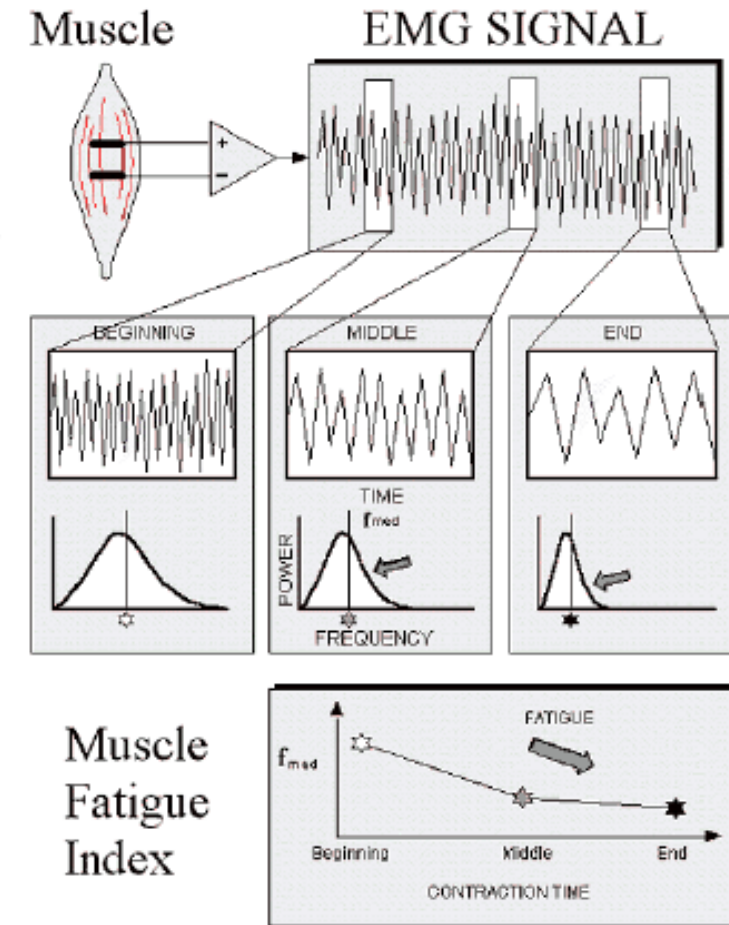 Muscle
EMG SIGNAL
+
−
BEGINNING
MIDDLE
END
TIME
fmed
POWER
FREQUENCY
Muscle
Fatigue
Index
fmed
FATIGUE
Beginning
Middle
End
CONTRACTION TIME